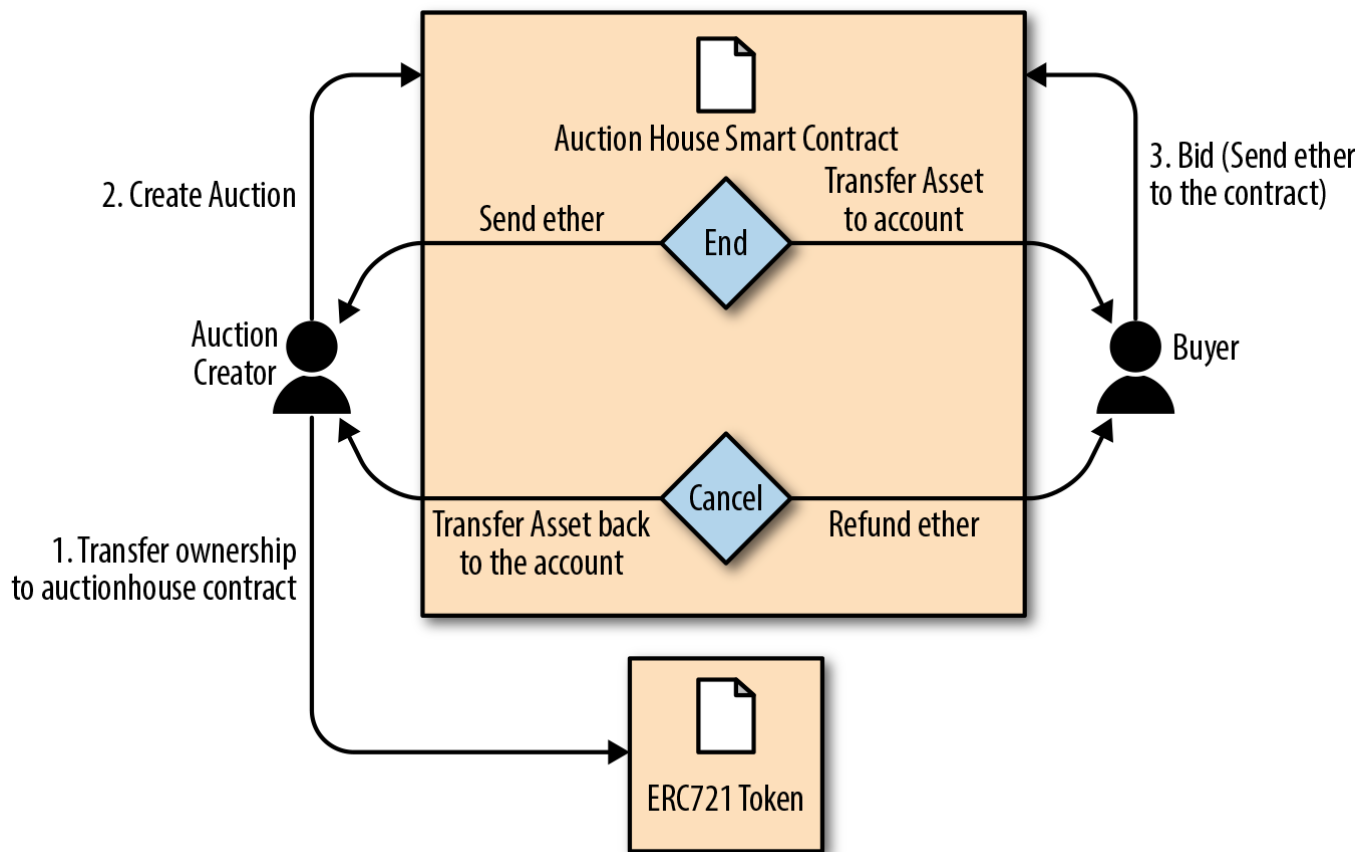 Auction House Smart Contract
2. Create Auction
3. Bid (Send ether
to the contract)
Send ether
End
Transfer Asset
to account
Auction
Creator
Buyer
Cancel
Transfer Asset back
to the account
Refund ether
1. Transfer ownership
to auctionhouse contract
ERC721 Token